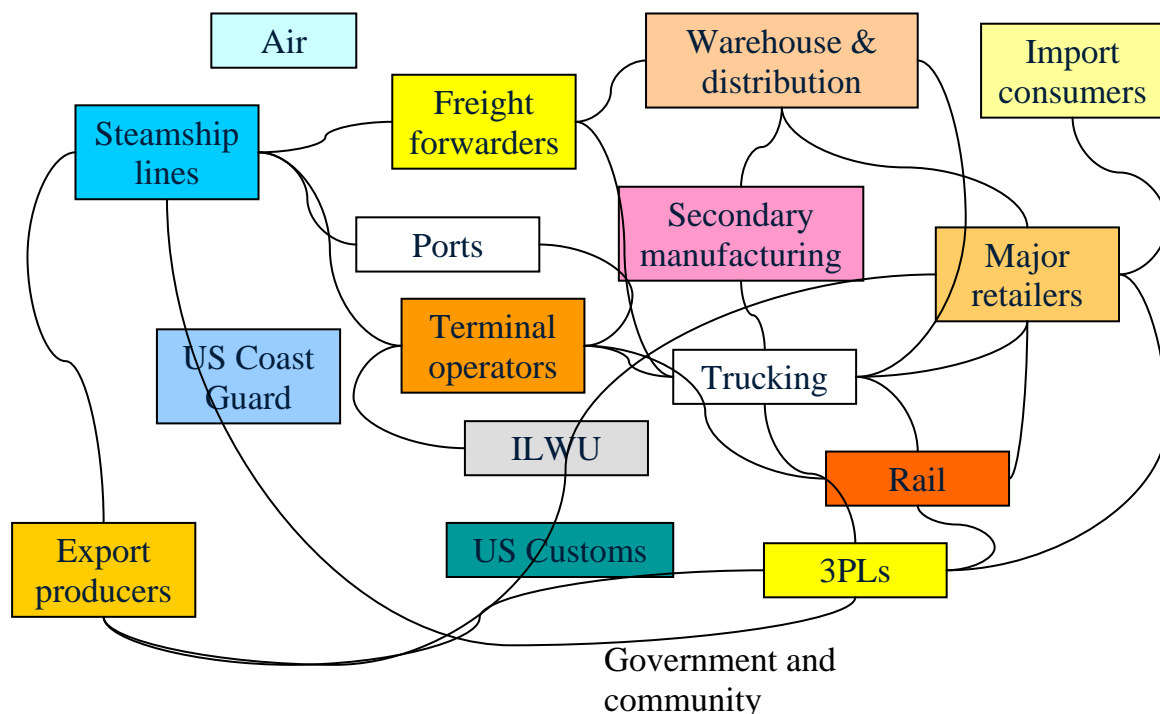 Air
Warehouse &
distribution
Import
consumers
Freight
forwarders
Steamship
lines
Secondary
manufacturing
Ports
Major
retailers
Terminal
operators
US Coast
Guard
Trucking
ILWU
Rail
Export
producers
US Customs
3PLs
Government and
community